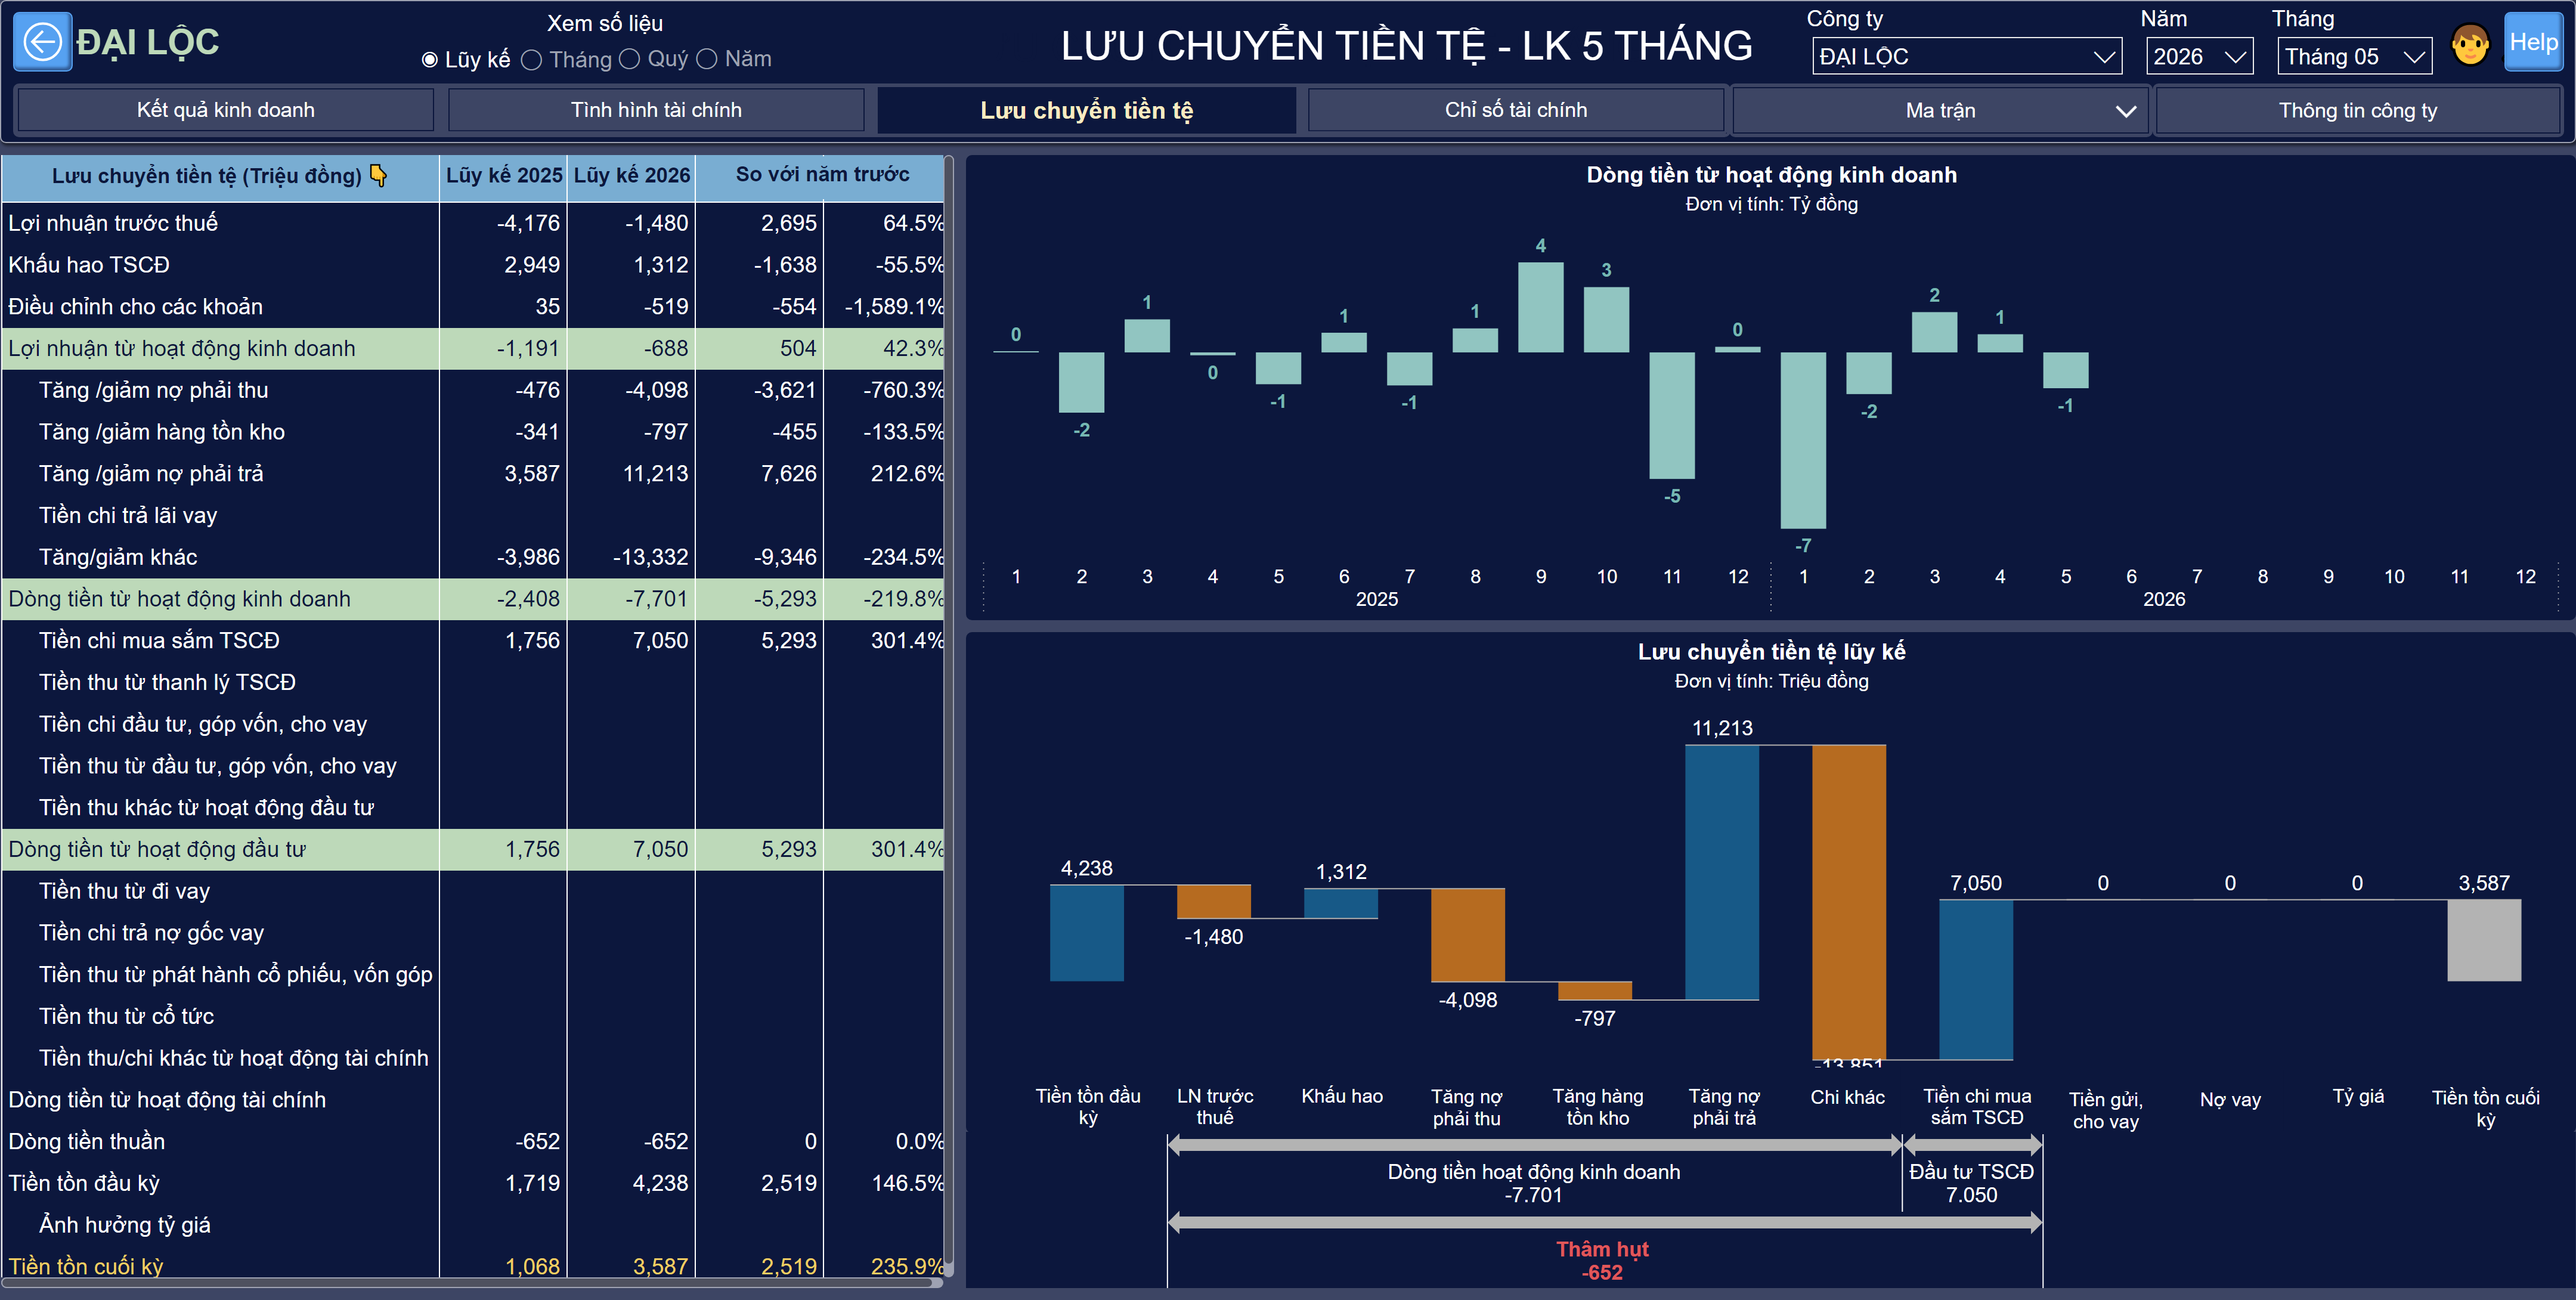 ĐẠI LỘC
Xem số liệu
Lũy kế Tháng Quý Năm
LƯU CHUYỂN TIỀN TỆ - LK 5 THÁNG
Công ty Năm Tháng
ĐẠI LỘC 2026 Tháng 05
Help
Kết quả kinh doanh Tình hình tài chính Lưu chuyển tiền tệ Chỉ số tài chính Ma trận Thông tin công ty
Lưu chuyển tiền tệ (Triệu đồng) Lũy kế 2025 Lũy kế 2026 So với năm trước
Lợi nhuận trước thuế -4,176 -1,480 2,695 64.5%
Khấu hao TSCĐ 2,949 1,312 -1,638 -55.5%
Điều chỉnh cho các khoản 35 -519 -554 -1,589.1%
Lợi nhuận từ hoạt động kinh doanh -1,191 -688 504 42.3%
Tăng /giảm nợ phải thu -476 -4,098 -3,621 -760.3%
Tăng /giảm hàng tồn kho -341 -797 -455 -133.5%
Tăng /giảm nợ phải trả 3,587 11,213 7,626 212.6%
Tiền chi trả lãi vay
Tăng/giảm khác -3,986 -13,332 -9,346 -234.5%
Dòng tiền từ hoạt động kinh doanh -2,408 -7,701 -5,293 -219.8%
Tiền chi mua sắm TSCĐ 1,756 7,050 5,293 301.4%
Tiền thu từ thanh lý TSCĐ
Tiền chi đầu tư, góp vốn, cho vay
Tiền thu từ đầu tư, góp vốn, cho vay
Tiền thu khác từ hoạt động đầu tư
Dòng tiền từ hoạt động đầu tư 1,756 7,050 5,293 301.4%
Tiền thu từ đi vay
Tiền chi trả nợ gốc vay
Tiền thu từ phát hành cổ phiếu, vốn góp
Tiền thu từ cổ tức
Tiền thu/chi khác từ hoạt động tài chính
Dòng tiền từ hoạt động tài chính
Dòng tiền thuần -652 -652 0 0.0%
Tiền tồn đầu kỳ 1,719 4,238 2,519 146.5%
Ảnh hưởng tỷ giá
Tiền tồn cuối kỳ 1,068 3,587 2,519 235.9%
Dòng tiền từ hoạt động kinh doanh
Đơn vị tính: Tỷ đồng
0 -2 1 0 -1 1 -1 1 4 3 -5 0 -7 -2 2 1 -1
1 2 3 4 5 6 7 8 9 10 11 12 1 2 3 4 5 6 7 8 9 10 11 12
2025 2026
Lưu chuyển tiền tệ lũy kế
Đơn vị tính: Triệu đồng
4,238 -1,480 1,312 -4,098 -797 11,213 -13,851 7,050 0 0 0 3,587
Tiền tồn đầu LN trước Khấu hao Tăng nợ Tăng hàng Tăng nợ Chi khác Tiền chi mua Tiền gửi, Nợ vay Tỷ giá Tiền tồn cuối
kỳ thuế phải thu tồn kho phải trả sắm TSCĐ cho vay kỳ
Dòng tiền hoạt động kinh doanh Đầu tư TSCĐ
-7.701 7.050
Thâm hụt
-652